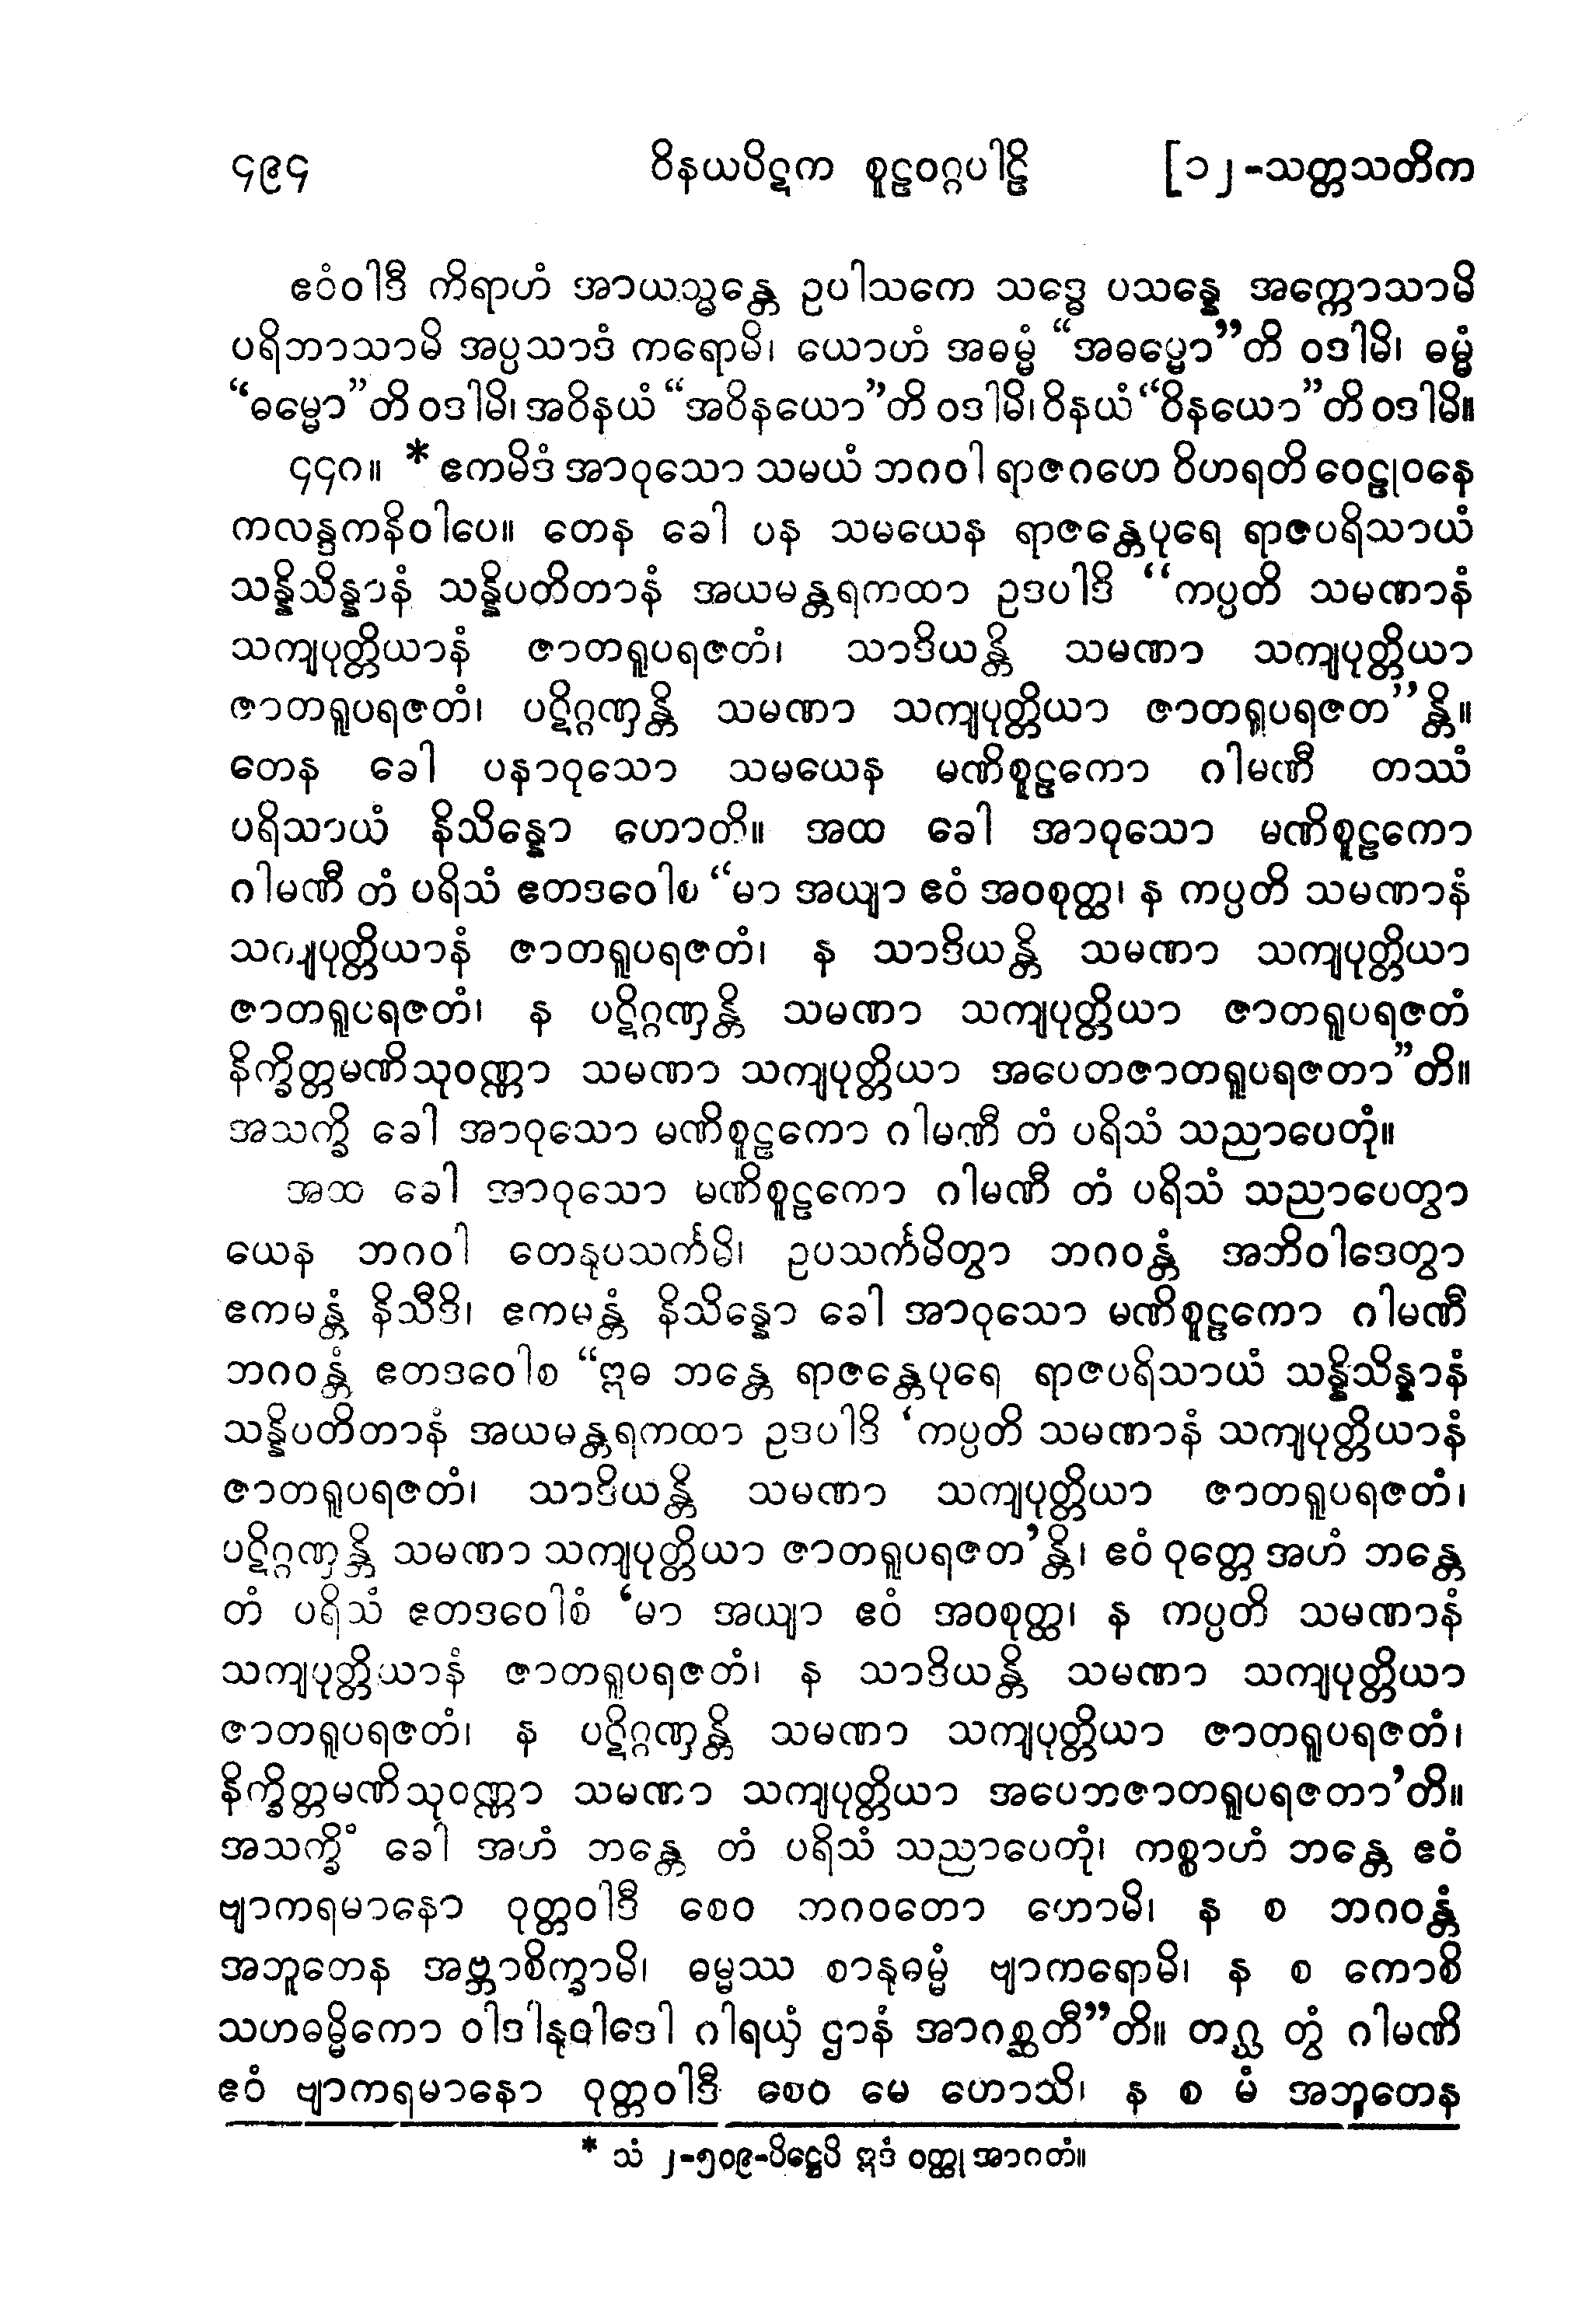 ၄၉၄ ဝိနယပိဋက စူဠဝဂ္ဂပါဠိ [၁၂-သတ္တသတိက
ဧဝံဝါဒီ ကိရာဟံ အာယသ္မန္တေ ဥပါသကေ သဒ္ဓေ ပသန္နေ အက္ကောသာမိ
ပရိဘာသာမိ အပ္ပသာဒံ ကရောမိ၊ ယောဟံ အဓမ္မံ “အဓမ္မော”တိ ဝဒါမိ၊ ဓမ္မံ
“ဓမ္မော”တိ ဝဒါမိ၊ အဝိနယံ “အဝိနယော”တိ ဝဒါမိ၊ ဝိနယံ “ဝိနယော”တိ ဝဒါမိ။
၄၄ဂ။ * ဧကမိဒံ အာဝုသော သမယံ ဘဂဝါ ရာဇဂဟေ ဝိဟရတိ ဝေဠုဝနေ
ကလန္ဒကနိဝါပေ။ တေန ခေါ ပန သမယေန ရာဇန္တေပုရေ ရာဇပရိသာယံ
သန္နိသိန္နာနံ သန္နိပတိတာနံ အယမန္တရကထာ ဥဒပါဒိ “ကပ္ပတိ သမဏာနံ
သကျပုတ္တိယာနံ ဇာတရူပရဇတံ၊ သာဒိယန္တိ သမဏာ သကျပုတ္တိယာ
ဇာတရူပရဇတံ၊ ပဋိဂ္ဂဏှန္တိ သမဏာ သကျပုတ္တိယာ ဇာတရူပရဇတ”န္တိ။
တေန ခေါ ပနာဝုသော သမယေန မဏိစူဠကော ဂါမဏီ တဿံ
ပရိသာယံ နိသိန္နော ဟောတိ။ အထ ခေါ အာဝုသော မဏိစူဠကော
ဂါမဏီ တံ ပရိသံ ဧတဒဝေါစ “မာ အယျာ ဧဝံ အဝစုတ္ထ၊ န ကပ္ပတိ သမဏာနံ
သကျပုတ္တိယာနံ ဇာတရူပရဇတံ၊ န သာဒိယန္တိ သမဏာ သကျပုတ္တိယာ
ဇာတရူပရဇတံ၊ န ပဋိဂ္ဂဏှန္တိ သမဏာ သကျပုတ္တိယာ ဇာတရူပရဇတံ
နိက္ခိတ္တမဏိသုဝဏ္ဏာ သမဏာ သကျပုတ္တိယာ အပေတဇာတရူပရဇတာ”တိ။
အသက္ခိ ခေါ အာဝုသော မဏိစူဠကော ဂါမဏီ တံ ပရိသံ သညာပေတုံ။
အထ ခေါ အာဝုသော မဏိစူဠကော ဂါမဏီ တံ ပရိသံ သညာပေတွာ
ယေန ဘဂဝါ တေနုပသင်္ကမိ၊ ဥပသင်္ကမိတွာ ဘဂဝန္တံ အဘိဝါဒေတွာ
ဧကမန္တံ နိသီဒိ၊ ဧကမန္တံ နိသိန္နော ခေါ အာဝုသော မဏိစူဠကော ဂါမဏီ
ဘဂဝန္တံ ဧတဒဝေါစ “ဣဓ ဘန္တေ ရာဇန္တေပုရေ ရာဇပရိသာယံ သန္နိသိန္နာနံ
သန္နိပတိတာနံ အယမန္တရကထာ ဥဒပါဒိ ‘ကပ္ပတိ သမဏာနံ သကျပုတ္တိယာနံ
ဇာတရူပရဇတံ၊ သာဒိယန္တိ သမဏာ သကျပုတ္တိယာ ဇာတရူပရဇတံ၊
ပဋိဂ္ဂဏှန္တိ သမဏာ သကျပုတ္တိယာ ဇာတရူပရဇတ’န္တိ၊ ဧဝံ ဝုတ္တေ အဟံ ဘန္တေ
တံ ပရိသံ ဧတဒဝေါစံ ‘မာ အယျာ ဧဝံ အဝစုတ္ထ၊ န ကပ္ပတိ သမဏာနံ
သကျပုတ္တိယာနံ ဇာတရူပရဇတံ၊ န သာဒိယန္တိ သမဏာ သကျပုတ္တိယာ
ဇာတရူပရဇတံ၊ န ပဋိဂ္ဂဏှန္တိ သမဏာ သကျပုတ္တိယာ ဇာတရူပရဇတံ၊
နိက္ခိတ္တမဏိသုဝဏ္ဏာ သမဏာ သကျပုတ္တိယာ အပေတဇာတရူပရဇတာ’တိ။
အသက္ခိံ ခေါ အဟံ ဘန္တေ တံ ပရိသံ သညာပေတုံ၊ ကစ္စာဟံ ဘန္တေ ဧဝံ
ဗျာကရမာနော ဝုတ္တဝါဒီ စေဝ ဘဂဝတော ဟောမိ၊ န စ ဘဂဝန္တံ
အဘူတေန အဗ္ဘာစိက္ခာမိ၊ ဓမ္မဿ စာနုဓမ္မံ ဗျာကရောမိ၊ န စ ကောစိ
သဟဓမ္မိကော ဝါဒါနုဝါဒေါ ဂါရယှံ ဌာနံ အာဂစ္ဆတီ”တိ။ တဂ္ဃ တွံ ဂါမဏိ
ဧဝံ ဗျာကရမာနော ဝုတ္တဝါဒီ စေဝ မေ ဟောသိ၊ န စ မံ အဘူတေန
* သံ ၂-၅၀၉-ပိဋ္ဌေပိ ဣဒံ ဝတ္ထု အာဂတံ။